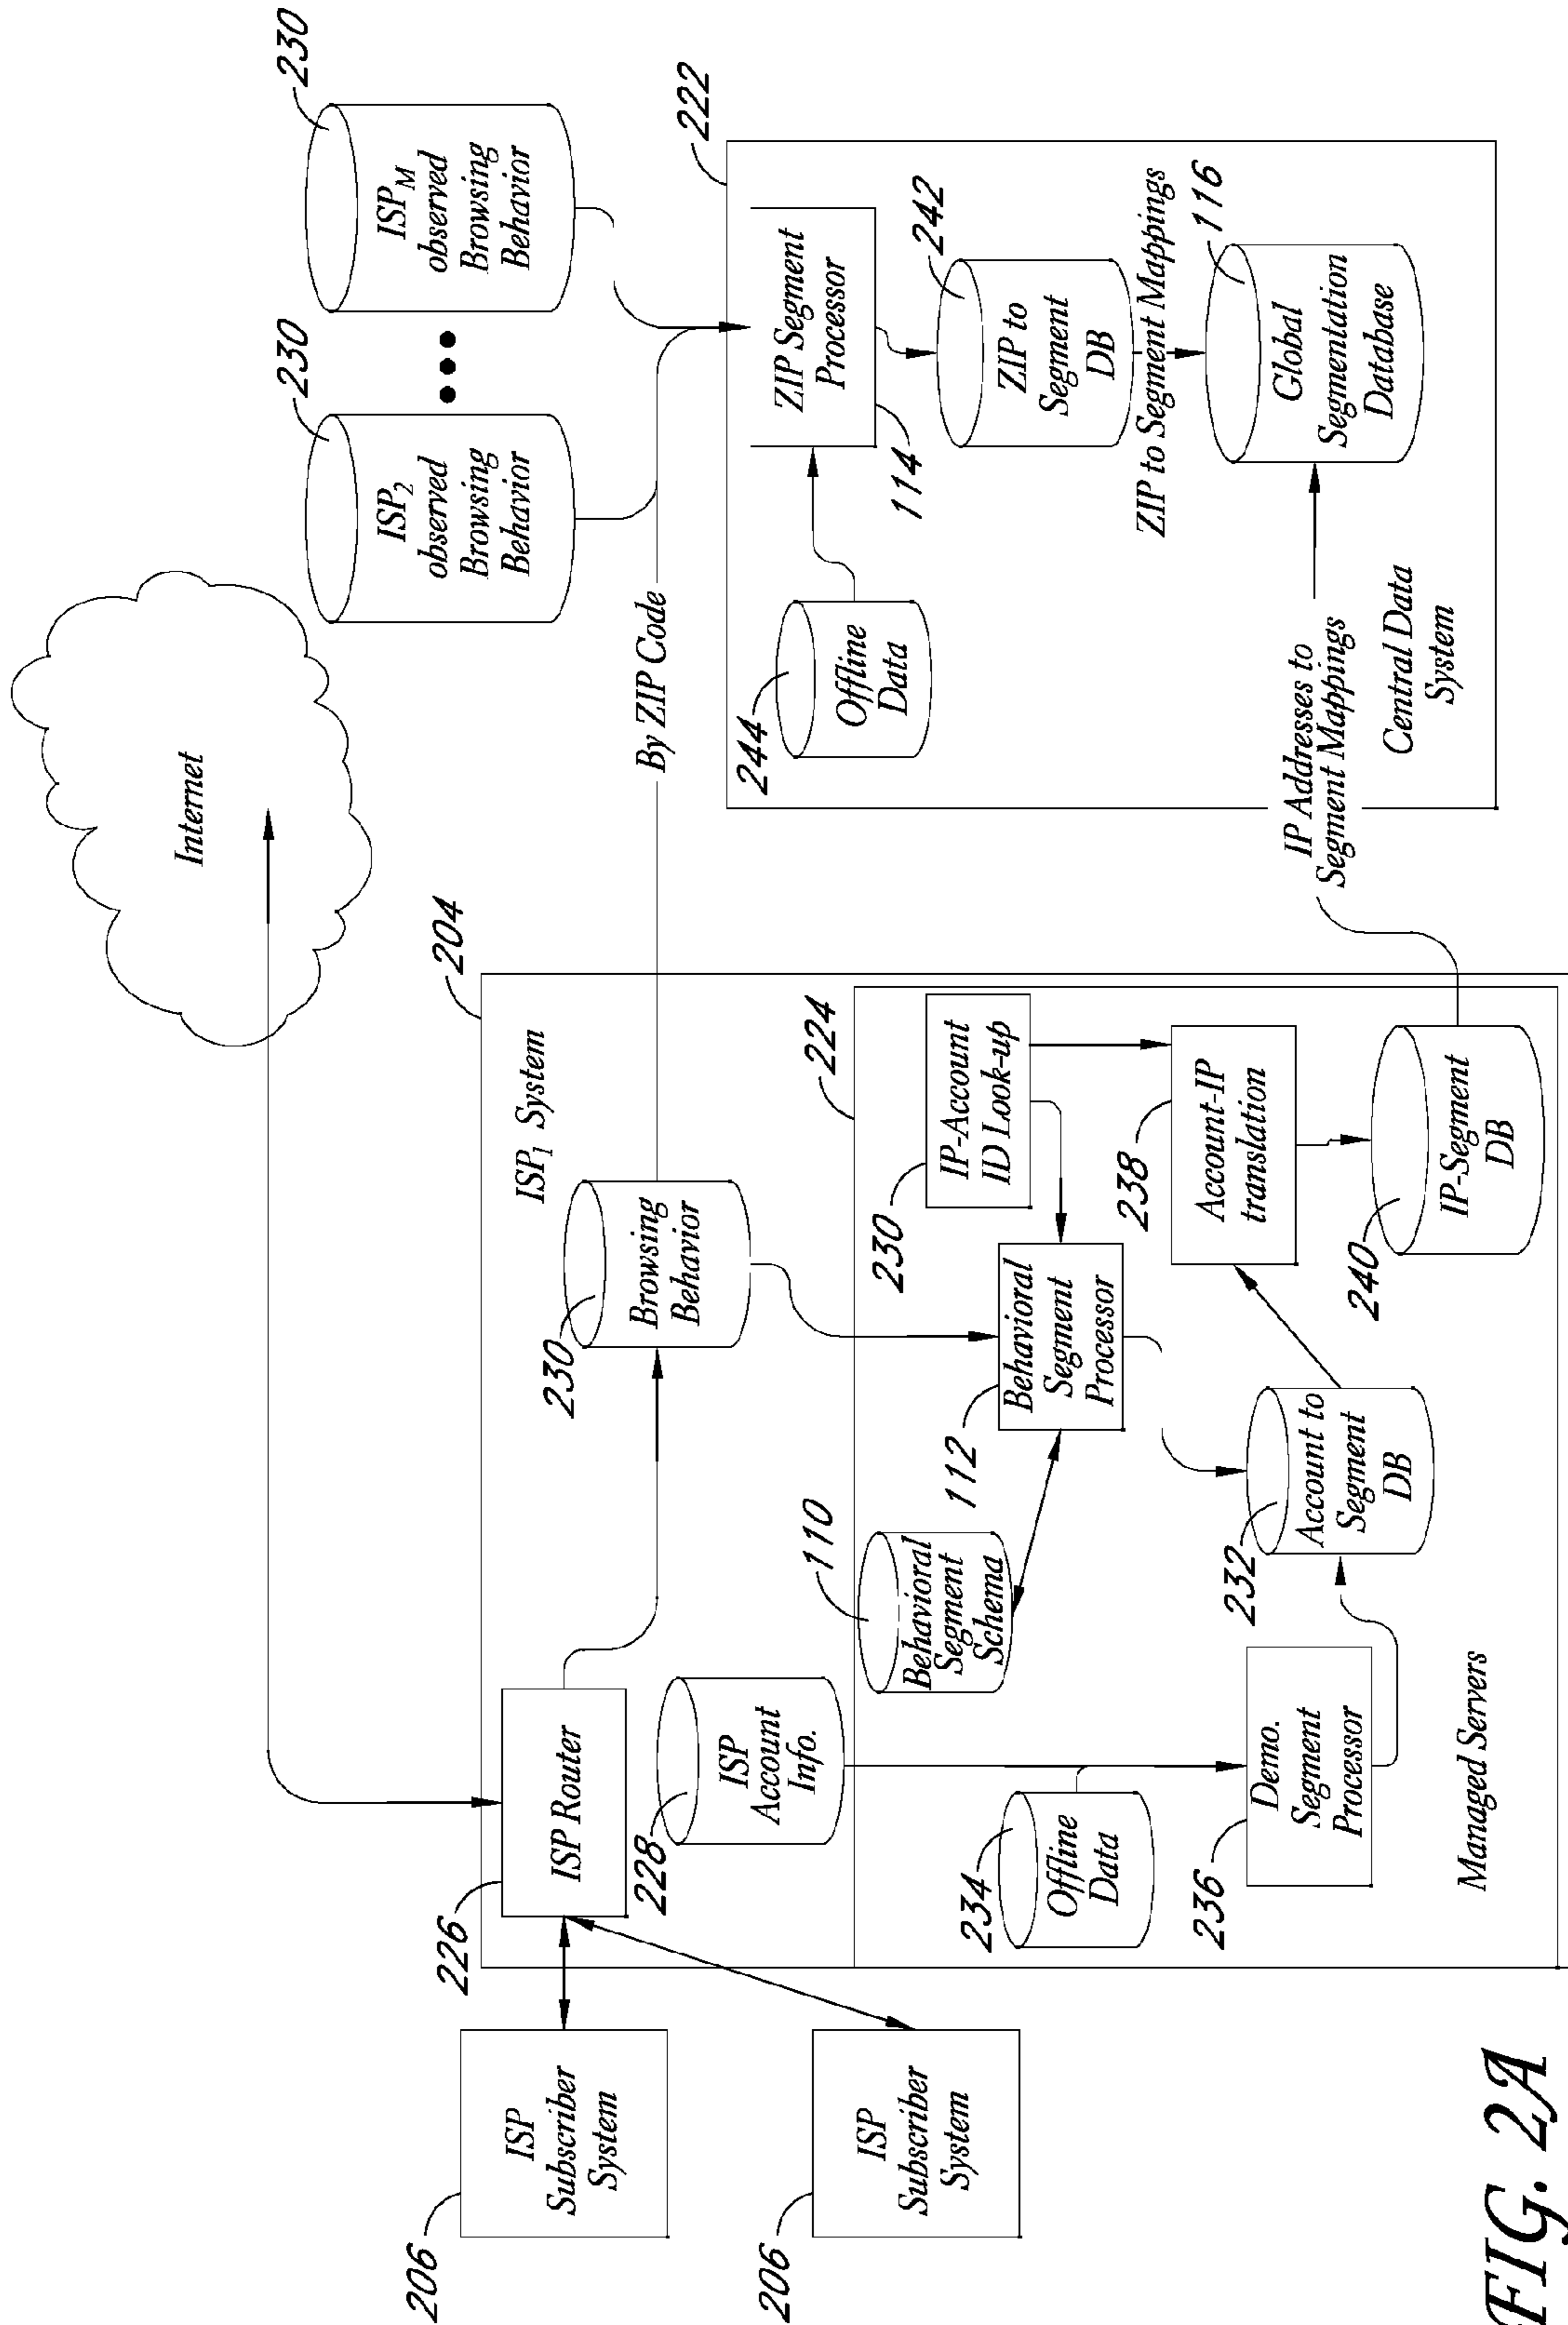 Internet
230
ISP2
observed
Browsing
Behavior
230
ISPM
observed
Browsing
Behavior
204
ISP1 System
226
ISP Router
206
ISP
Subscriber
System
206
ISP
Subscriber
System
228
ISP
Account
Info.
230
Browsing
Behavior
By ZIP Code
224
110
Behavioral
Segment
Schema
112
Behavioral
Segment
Processor
230
IP-Account
ID Look-up
234
Offline
Data
236
Demo.
Segment
Processor
232
Account to
Segment
DB
238
Account-IP
translation
240
IP-Segment
DB
Managed Servers
222
ZIP Segment
Processor
114
244
Offline
Data
242
ZIP to
Segment
DB
ZIP to Segment Mappings
116
Global
Segmentation
Database
IP Addresses to
Segment Mappings
Central Data
System
FIG. 2A